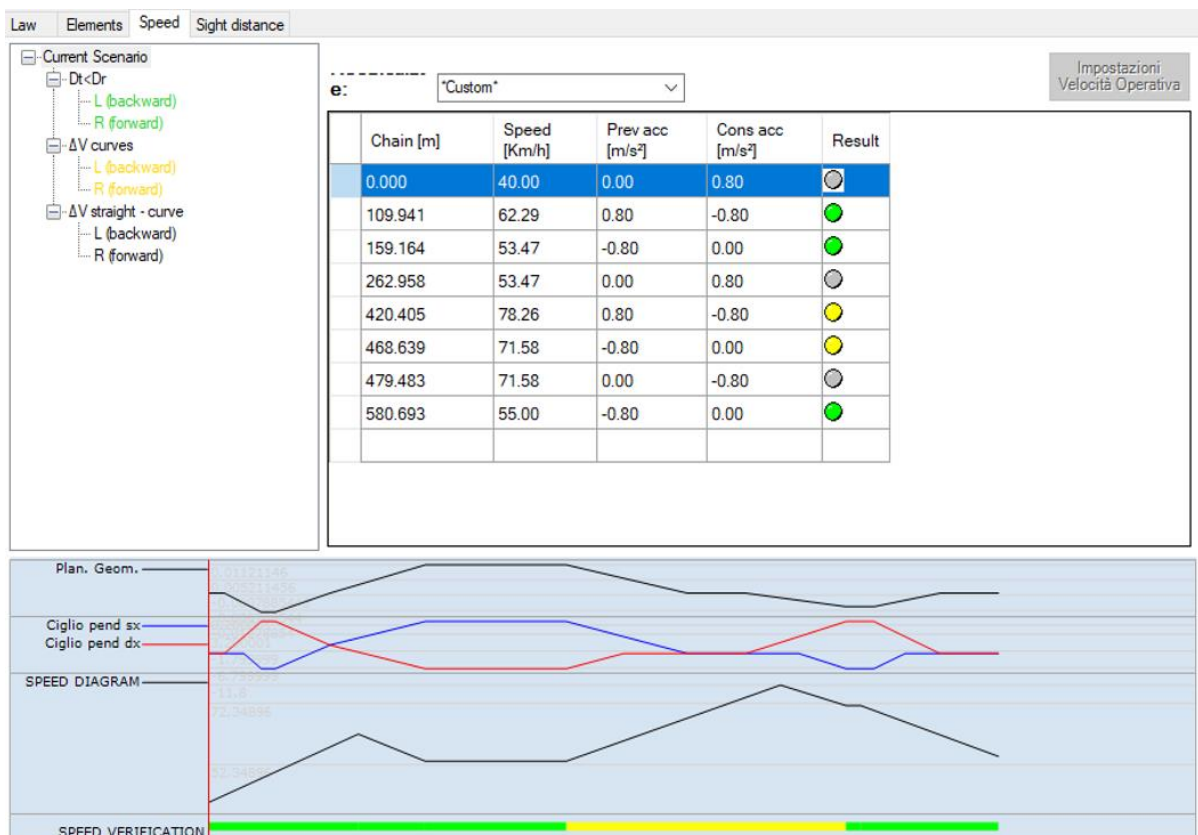 Law Elements Speed Sight distance
Current Scenario
Dt<Dr
L (backward)
R (forward)
ΔV curves
L (backward)
R (forward)
ΔV straight - curve
L (backward)
R (forward)
e: *Custom*
Impostazioni
Velocità Operativa
Chain [m] Speed [Km/h] Prev acc [m/s²] Cons acc [m/s²] Result
0.000 40.00 0.00 0.80
109.941 62.29 0.80 -0.80
159.164 53.47 -0.80 0.00
262.958 53.47 0.00 0.80
420.405 78.26 0.80 -0.80
468.639 71.58 -0.80 0.00
479.483 71.58 0.00 -0.80
580.693 55.00 -0.80 0.00
Plan. Geom.
0.01121146
Ciglio pend sx
Ciglio pend dx
SPEED DIAGRAM
-11.6
72.34896
SPEED VERIFICATION